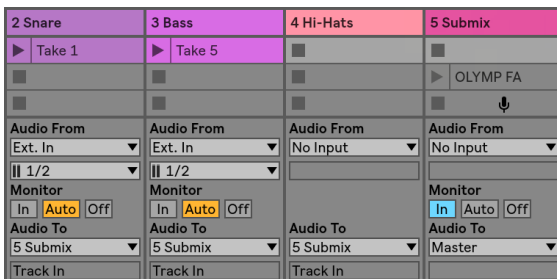 2 Snare 3 Bass 4 Hi-Hats 5 Submix
Take 1 Take 5
OLYMP FA
Audio From Audio From Audio From Audio From
Ext. In Ext. In No Input No Input
1/2 1/2
Monitor Monitor Monitor
In Auto Off In Auto Off In Auto Off
Audio To Audio To Audio To Audio To
5 Submix 5 Submix 5 Submix Master
Track In Track In Track In